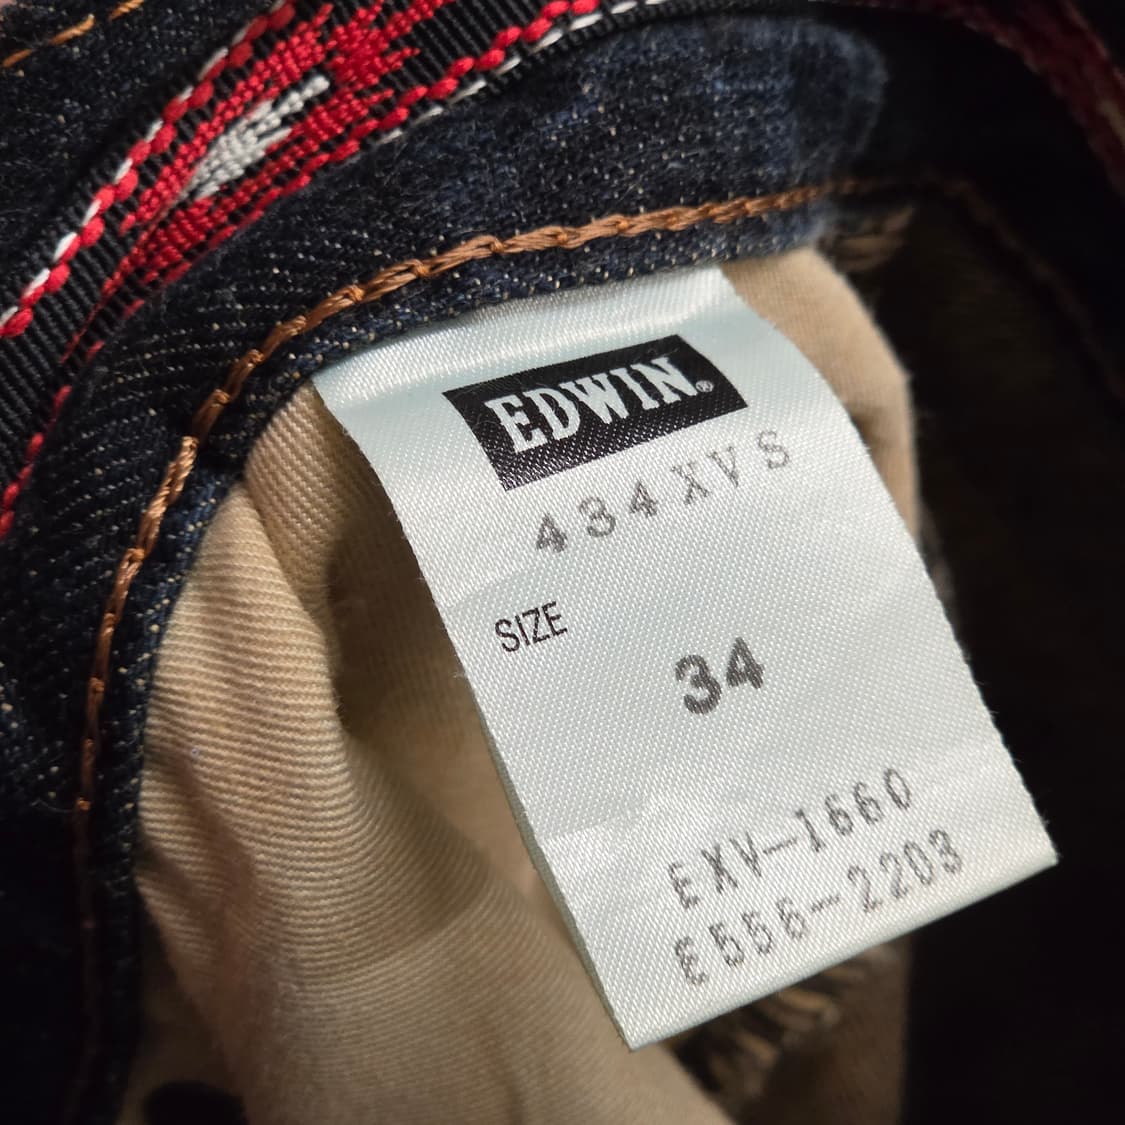 EDWIN®
434XVS
SIZE
34
EXV-1660
E556-2203